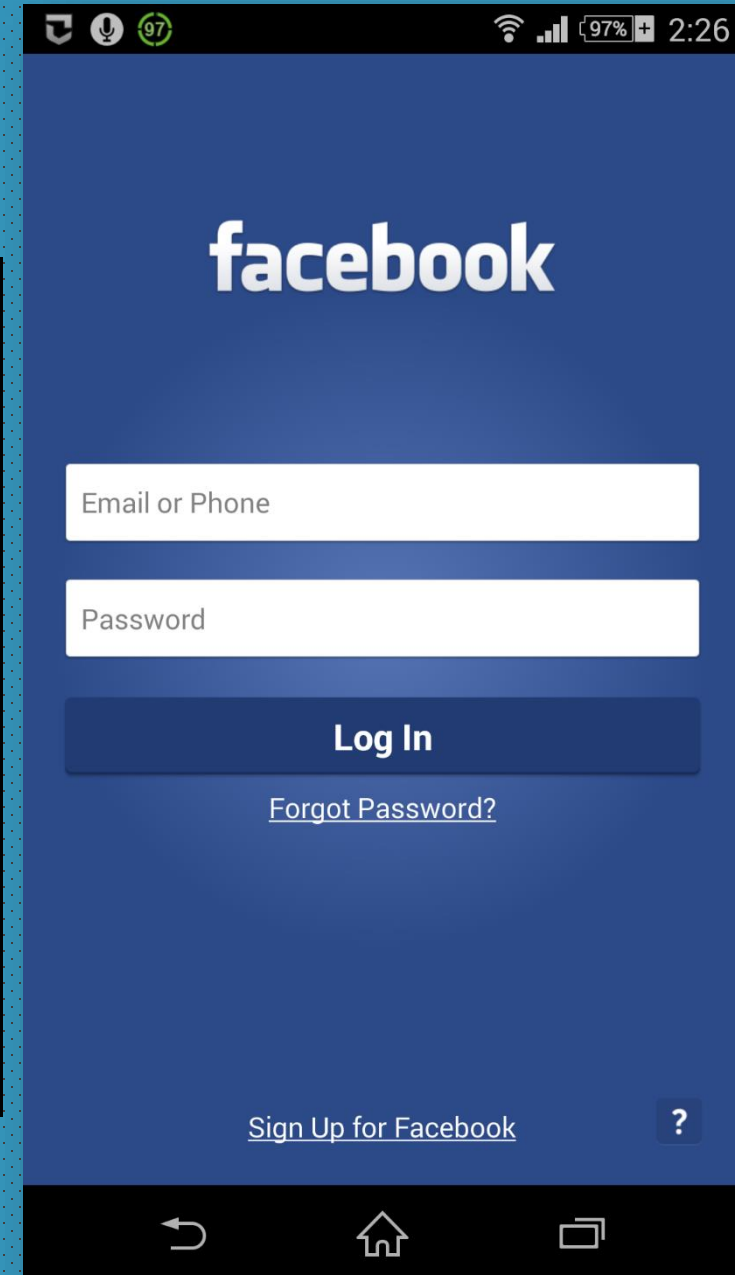 97 97% 2:26
facebook
Email or Phone
Password
Log In
Forgot Password?
Sign Up for Facebook
?